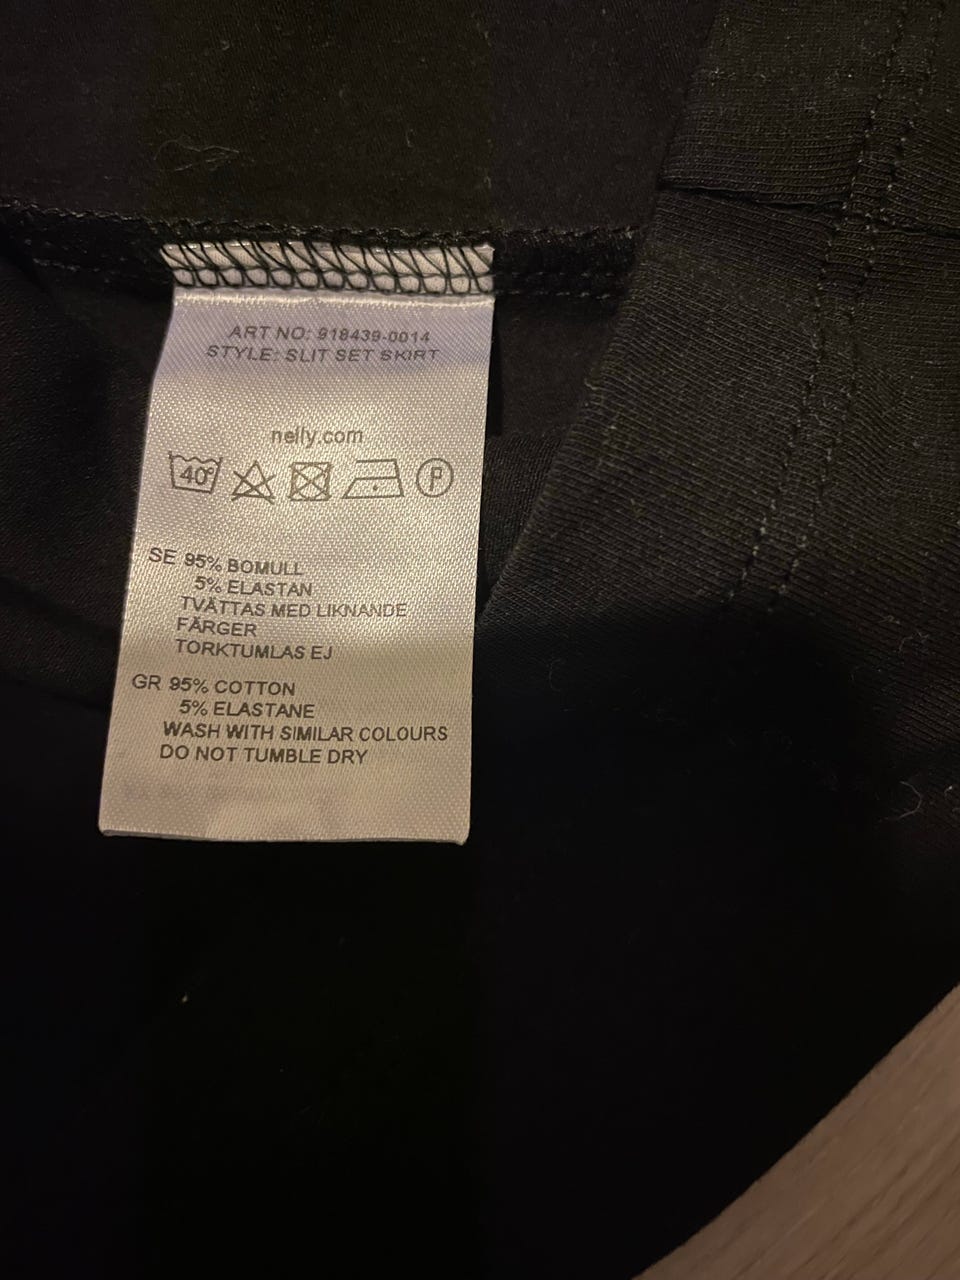 ART NO: 918439-0014
STYLE: SLIT SET SKIRT
nelly.com
40° P
SE 95% BOMULL
5% ELASTAN
TVÄTTAS MED LIKNANDE
FÄRGER
TORKTUMLAS EJ
GR 95% COTTON
5% ELASTANE
WASH WITH SIMILAR COLOURS
DO NOT TUMBLE DRY